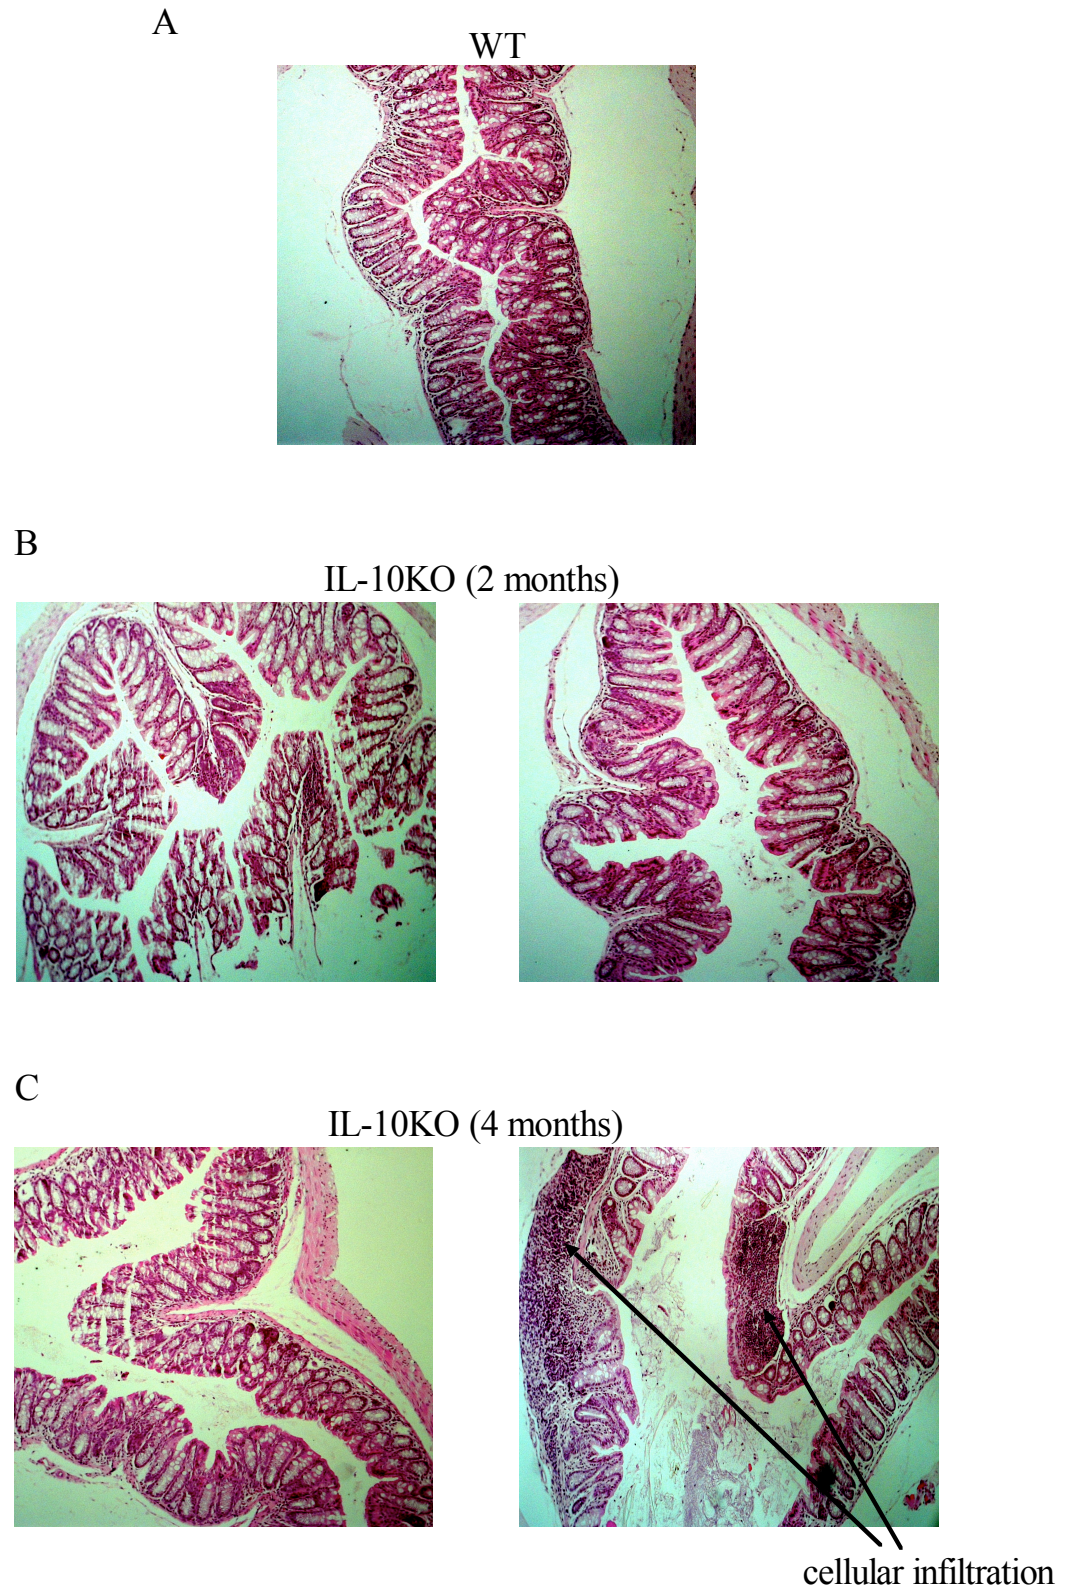 A
WT
B
IL-10KO (2 months)
C
IL-10KO (4 months)
cellular infiltration